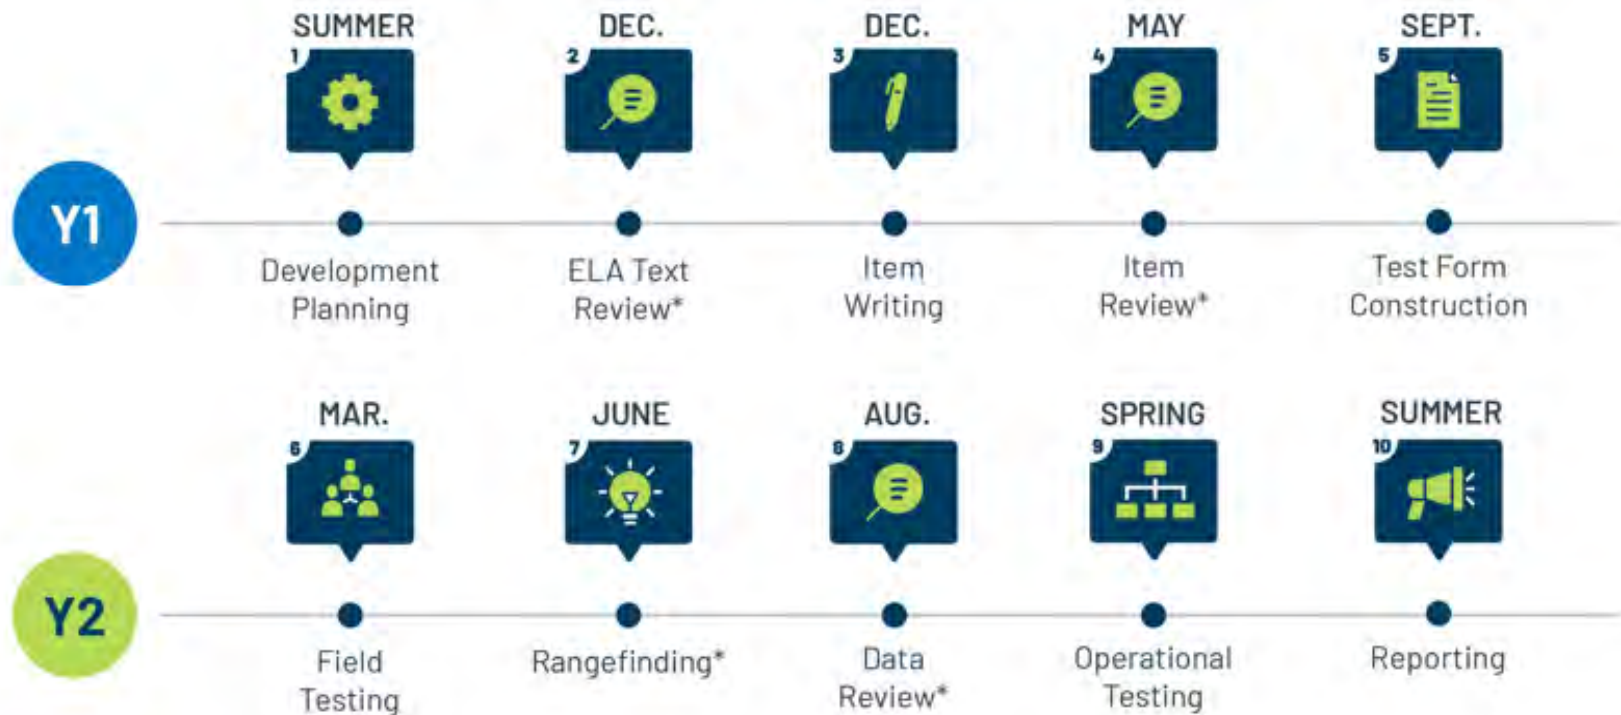 SUMMER DEC. DEC. MAY SEPT.
1 2 3 4 5
Y1
Development ELA Text Item Item Test Form
Planning Review* Writing Review* Construction
MAR. JUNE AUG. SPRING SUMMER
6 7 8 9 10
Y2
Field Rangefinding* Data Operational Reporting
Testing Review* Testing